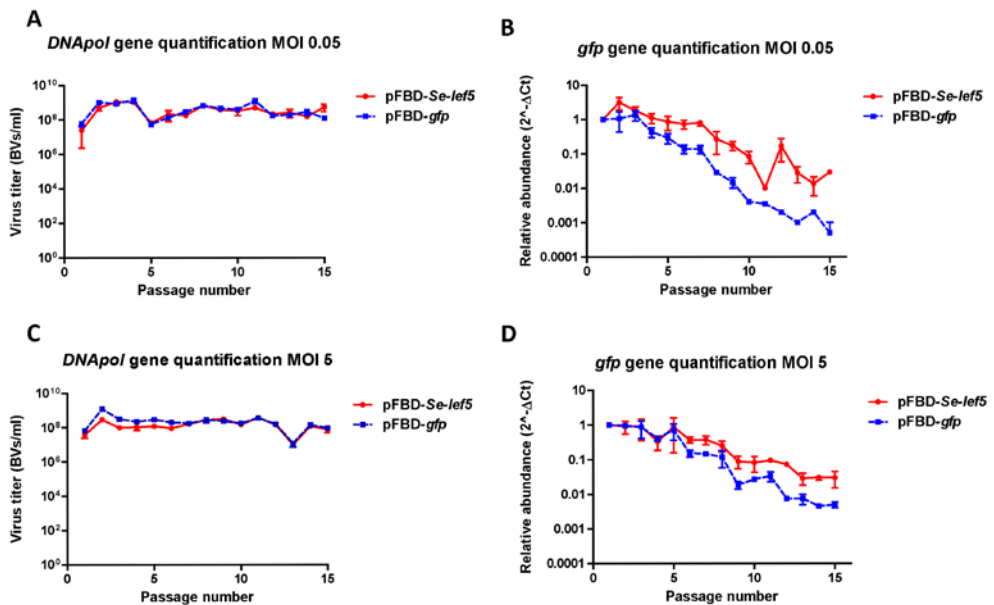 A
DNApol gene quantification MOI 0.05
Virus titer (BVs/ml)
10^10
10^8
10^6
10^4
10^2
10^0
0
5
10
15
Passage number
pFBD-Se-lef5
pFBD-gfp
B
gfp gene quantification MOI 0.05
Relative abundance (2^-ΔCt)
10
1
0.1
0.01
0.001
0.0001
0
5
10
15
Passage number
pFBD-Se-lef5
pFBD-gfp
C
DNApol gene quantification MOI 5
Virus titer (BVs/ml)
10^10
10^8
10^6
10^4
10^2
10^0
0
5
10
15
Passage number
pFBD-Se-lef5
pFBD-gfp
D
gfp gene quantification MOI 5
Relative abundance (2^-ΔCt)
10
1
0.1
0.01
0.001
0.0001
0
5
10
15
Passage number
pFBD-Se-lef5
pFBD-gfp